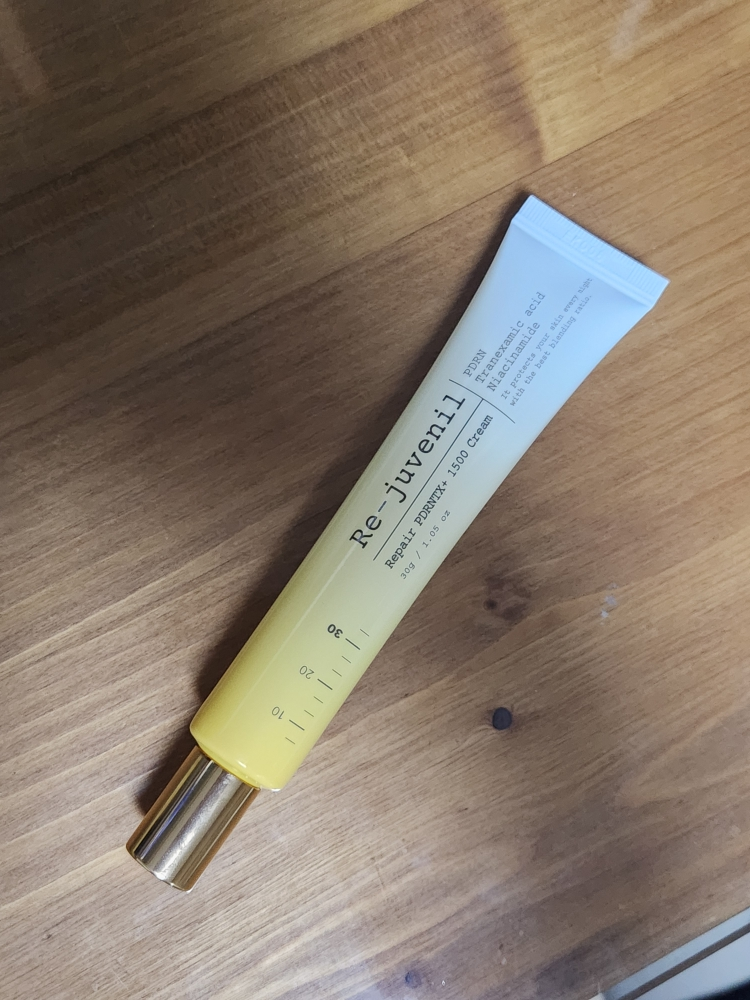 PDRN
Tranexamic acid
Niacinamide
It protects your skin every night
with the best blending ratio.
Re-juvenil
Repair PDRNTX+ 1500 Cream
30g / 1.05 oz
30
20
10